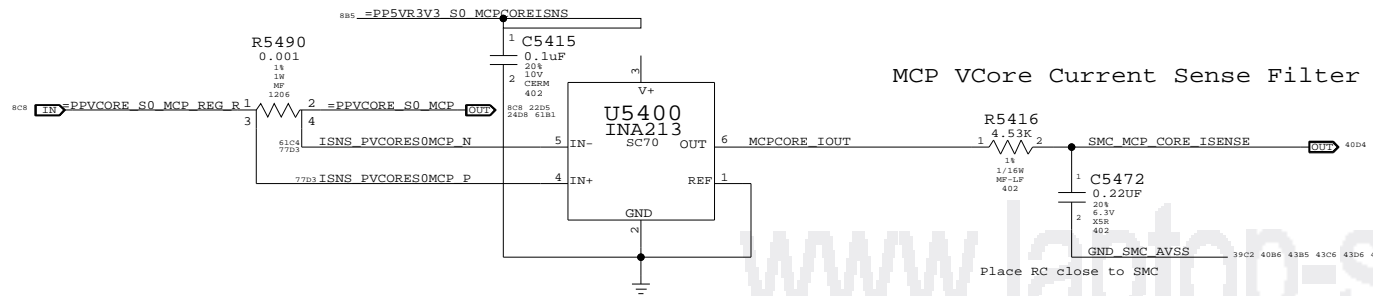 8B5 =PP5VR3V3_S0_MCPCOREISNS
R5490
0.001
1%
1W
MF
1206
1 C5415
0.1uF
20%
10V
2 CERM
402
3
V+
MCP VCore Current Sense Filter
8C8 IN =PPVCORE_S0_MCP_REG_R 1 2 =PPVCORE_S0_MCP OUT 8C8 22D5
24D8 61B1
3 4
U5400
INA213
SC70
R5416
4.53K
61C4
77D3
ISNS_PVCORES0MCP_N 5 IN- OUT 6 MCPCORE_IOUT 1 2 SMC_MCP_CORE_ISENSE OUT 40D4
1%
1/16W
MF-LF
402
77D3 ISNS_PVCORES0MCP_P 4 IN+ REF 1
1 C5472
0.22UF
20%
6.3V
2 X5R
402
GND
2
GND_SMC_AVSS 39C2 40B6 43B5 43C6 43D6
Place RC close to SMC
www.laptop-s